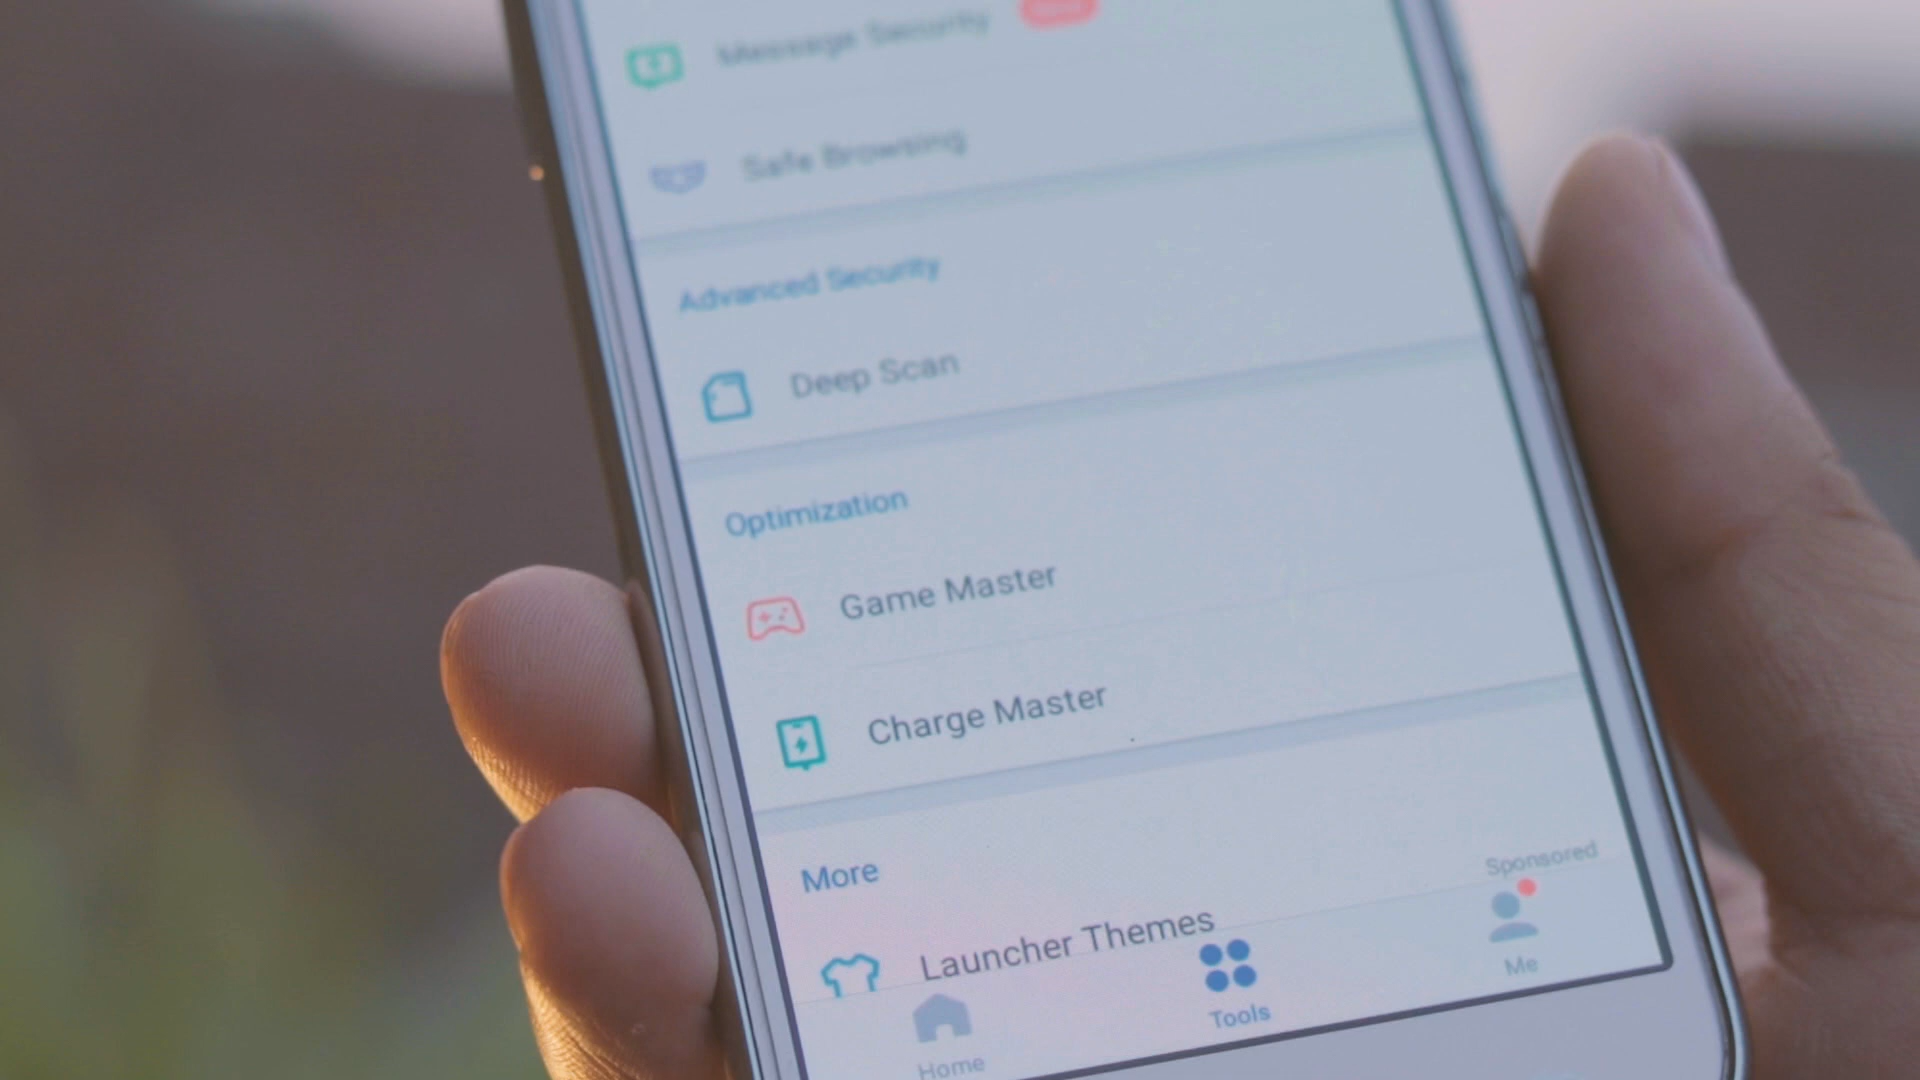 Message Security
Safe Browsing
Advanced Security
Deep Scan
Optimization
Game Master
Charge Master
More
Sponsored
Launcher Themes
Home
Tools
Me